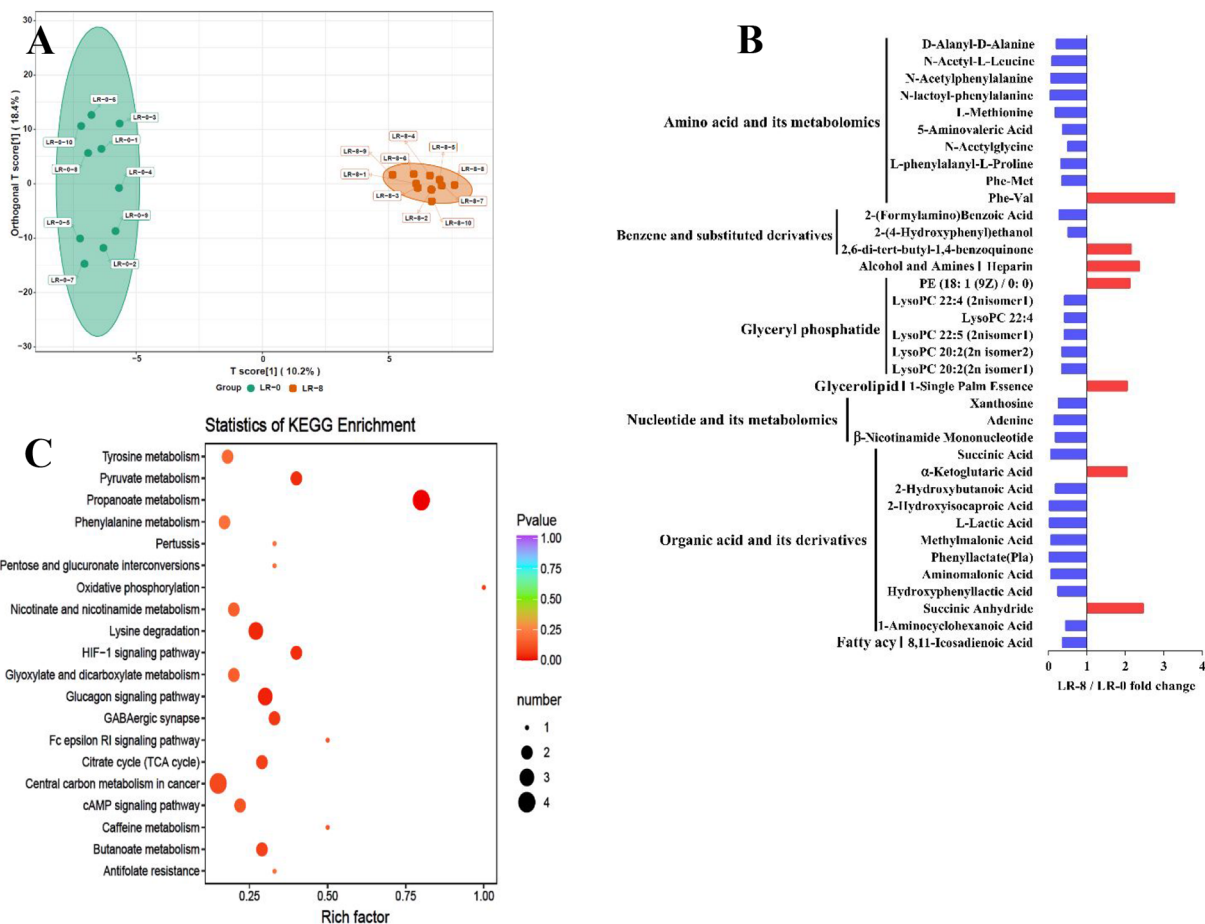 A
30
20
10
0
−10
−20
−30
Orthogonal T score[1] ( 18.4% )
LR-0-6
LR-0-3
LR-0-10
LR-0-1
LR-0-8
LR-0-4
LR-0-5
LR-0-9
LR-0-7
LR-0-2
LR-8-4
LR-8-9
LR-8-5
LR-8-6
LR-8-8
LR-8-1
LR-8-3
LR-8-7
LR-8-2
LR-8-10
−5
0
5
T score[1] ( 10.2%)
Group LR-0 LR-8
B
Amino acid and its metabolomics
D-Alanyl-D-Alanine
N-Acetyl-L-Leucine
N-Acetylphenylalanine
N-lactoyl-phenylalanine
L-Methionine
5-Aminovaleric Acid
N-Acetylglycine
L-phenylalanyl-L-Proline
Phe-Met
Phe-Val
Benzene and substituted derivatives
2-(Formylamino)Benzoic Acid
2-(4-Hydroxyphenyl)ethanol
2,6-di-tert-butyl-1,4-benzoquinone
Alcohol and Amines
Heparin
Glyceryl phosphatide
PE (18: 1 (9Z) / 0: 0)
LysoPC 22:4 (2nisomer1)
LysoPC 22:4
LysoPC 22:5 (2nisomer1)
LysoPC 20:2(2n isomer2)
LysoPC 20:2(2n isomer1)
Glycerolipid
1-Single Palm Essence
Nucleotide and its metabolomics
Xanthosine
Adenine
β-Nicotinamide Mononucleotide
Organic acid and its derivatives
Succinic Acid
α-Ketoglutaric Acid
2-Hydroxybutanoic Acid
2-Hydroxyisocaproic Acid
L-Lactic Acid
Methylmalonic Acid
Phenyllactate(Pla)
Aminomalonic Acid
Hydroxyphenyllactic Acid
Succinic Anhydride
1-Aminocyclohexanoic Acid
Fatty acy
8,11-Icosadienoic Acid
0 1 2 3 4
LR-8 / LR-0 fold change
C
Statistics of KEGG Enrichment
Tyrosine metabolism
Pyruvate metabolism
Propanoate metabolism
Phenylalanine metabolism
Pertussis
Pentose and glucuronate interconversions
Oxidative phosphorylation
Nicotinate and nicotinamide metabolism
Lysine degradation
HIF-1 signaling pathway
Glyoxylate and dicarboxylate metabolism
Glucagon signaling pathway
GABAergic synapse
Fc epsilon RI signaling pathway
Citrate cycle (TCA cycle)
Central carbon metabolism in cancer
cAMP signaling pathway
Caffeine metabolism
Butanoate metabolism
Antifolate resistance
0.25 0.50 0.75 1.00
Rich factor
Pvalue
1.00
0.75
0.50
0.25
0.00
number
1
2
3
4